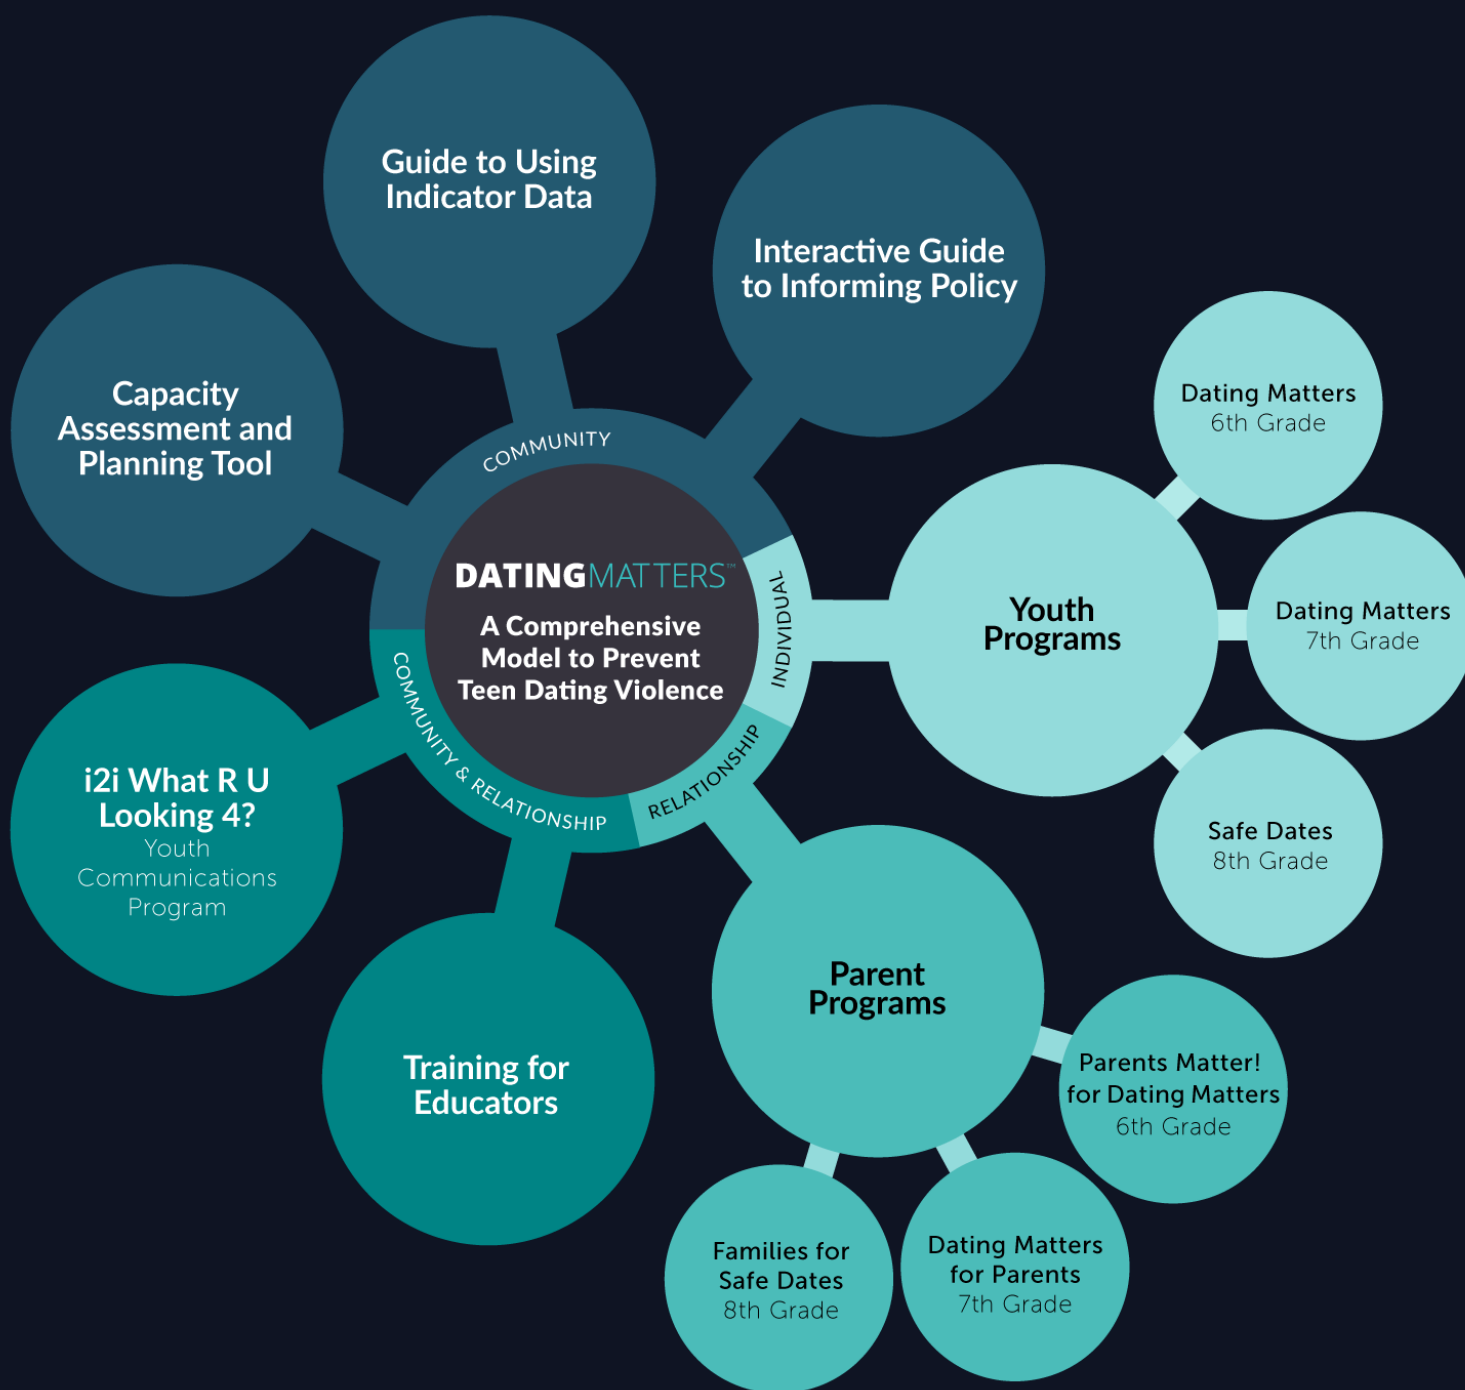 Guide to Using
Indicator Data
Interactive Guide
to Informing Policy
Capacity
Assessment and
Planning Tool
COMMUNITY
DATINGMATTERS™
A Comprehensive
Model to Prevent
Teen Dating Violence
INDIVIDUAL
RELATIONSHIP
COMMUNITY & RELATIONSHIP
Youth
Programs
Dating Matters
6th Grade
Dating Matters
7th Grade
Safe Dates
8th Grade
i2i What R U
Looking 4?
Youth
Communications
Program
Training for
Educators
Parent
Programs
Parents Matter!
for Dating Matters
6th Grade
Dating Matters
for Parents
7th Grade
Families for
Safe Dates
8th Grade